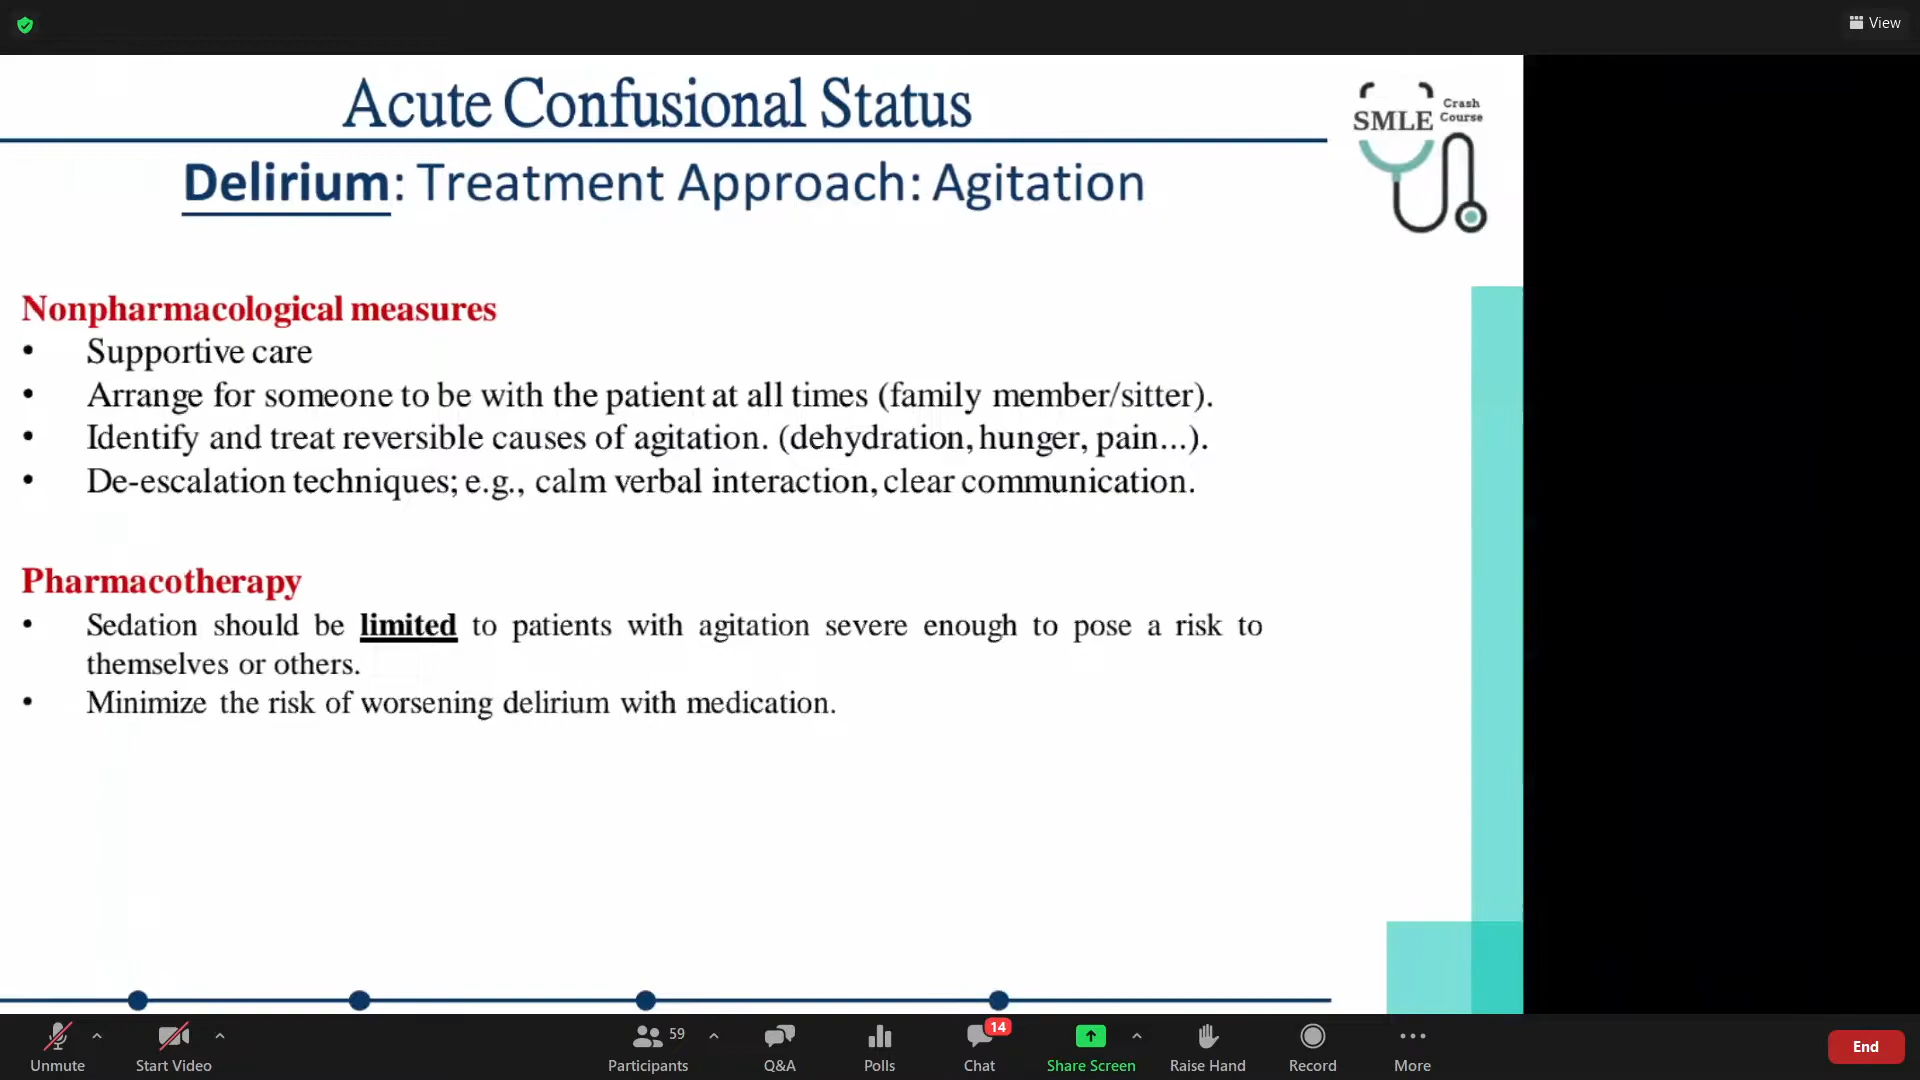 View
Acute Confusional Status
SMLE Crash Course
Delirium: Treatment Approach: Agitation
Nonpharmacological measures
• Supportive care
• Arrange for someone to be with the patient at all times (family member/sitter).
• Identify and treat reversible causes of agitation. (dehydration, hunger, pain...).
• De-escalation techniques; e.g., calm verbal interaction, clear communication.
Pharmacotherapy
• Sedation should be limited to patients with agitation severe enough to pose a risk to
themselves or others.
• Minimize the risk of worsening delirium with medication.
59
14
Unmute Start Video Participants Q&A Polls Chat Share Screen Raise Hand Record More End